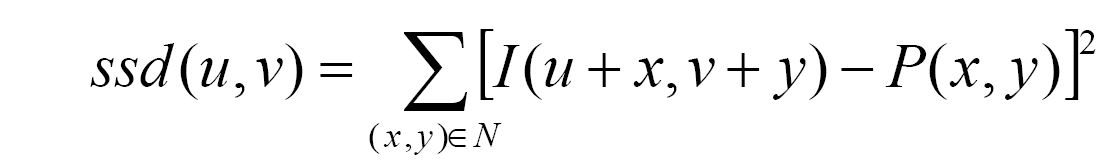 ssd(u, v) = ∑[I(u + x, v + y) − P(x, y)]²
(x, y)∈N